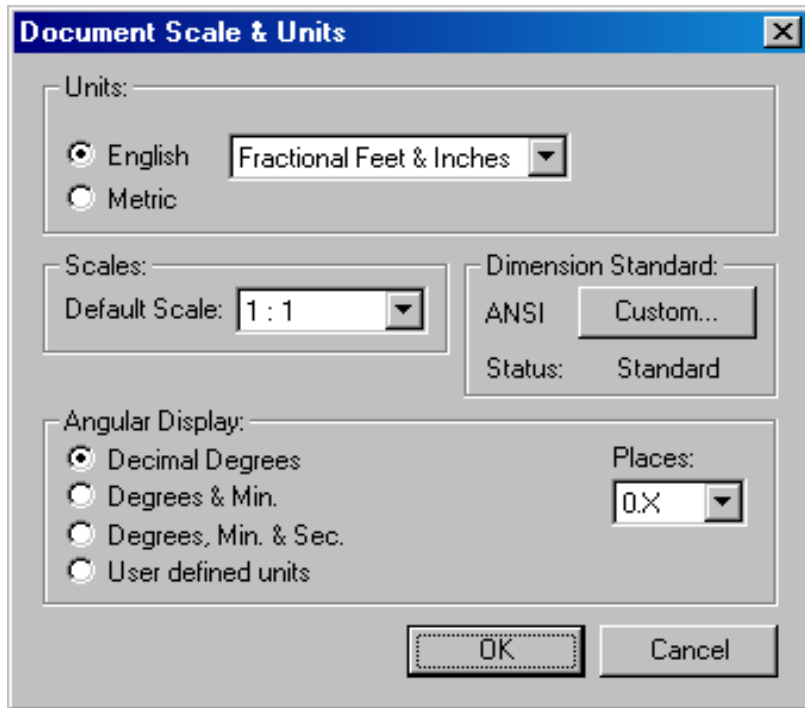 Document Scale & Units
Units:
English Fractional Feet & Inches
Metric
Scales:
Default Scale: 1 : 1
Dimension Standard:
ANSI Custom...
Status: Standard
Angular Display:
Decimal Degrees
Degrees & Min.
Degrees, Min. & Sec.
User defined units
Places:
0.X
OK Cancel